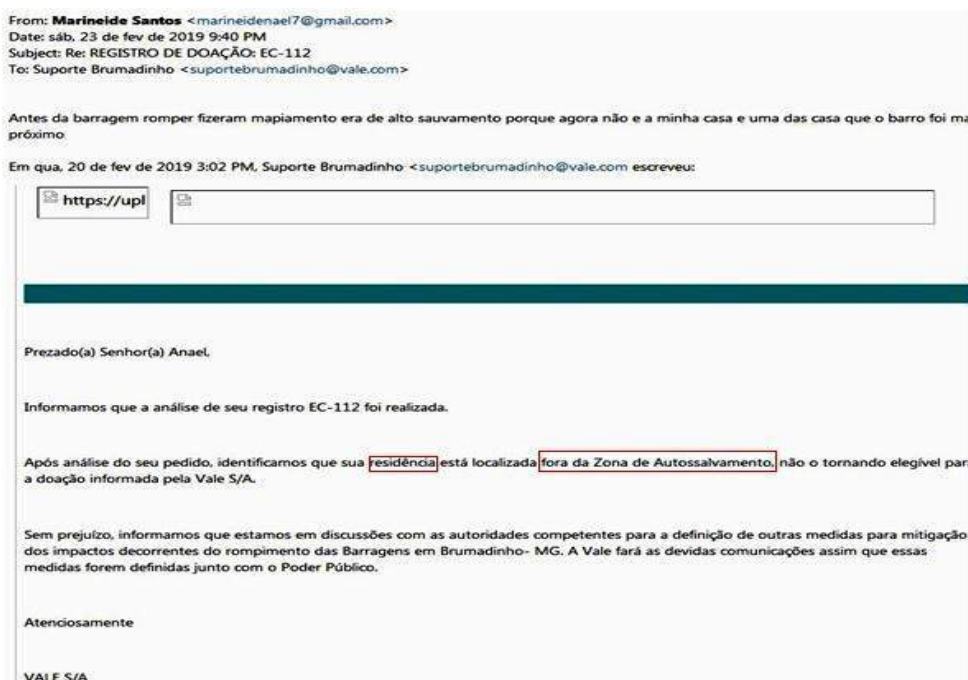 From: Marineide Santos <marineidenael7@gmail.com>
Date: sáb, 23 de fev de 2019 9:40 PM
Subject: Re: REGISTRO DE DOAÇÃO: EC-112
To: Suporte Brumadinho <suportebrumadinho@vale.com>
Antes da barragem romper fizeram mapiamento era de alto sauvamento porque agora não e a minha casa e uma das casa que o barro foi ma
próximo
Em qua, 20 de fev de 2019 3:02 PM, Suporte Brumadinho <suportebrumadinho@vale.com escreveu:
https://upl
Prezado(a) Senhor(a) Anael,
Informamos que a análise de seu registro EC-112 foi realizada.
Após análise do seu pedido, identificamos que sua residência está localizada fora da Zona de Autossalvamento, não o tornando elegível par
a doação informada pela Vale S/A.
Sem prejuízo, informamos que estamos em discussões com as autoridades competentes para a definição de outras medidas para mitigação
dos impactos decorrentes do rompimento das Barragens em Brumadinho- MG. A Vale fará as devidas comunicações assim que essas
medidas forem definidas junto com o Poder Público.
Atenciosamente
VALE S/A